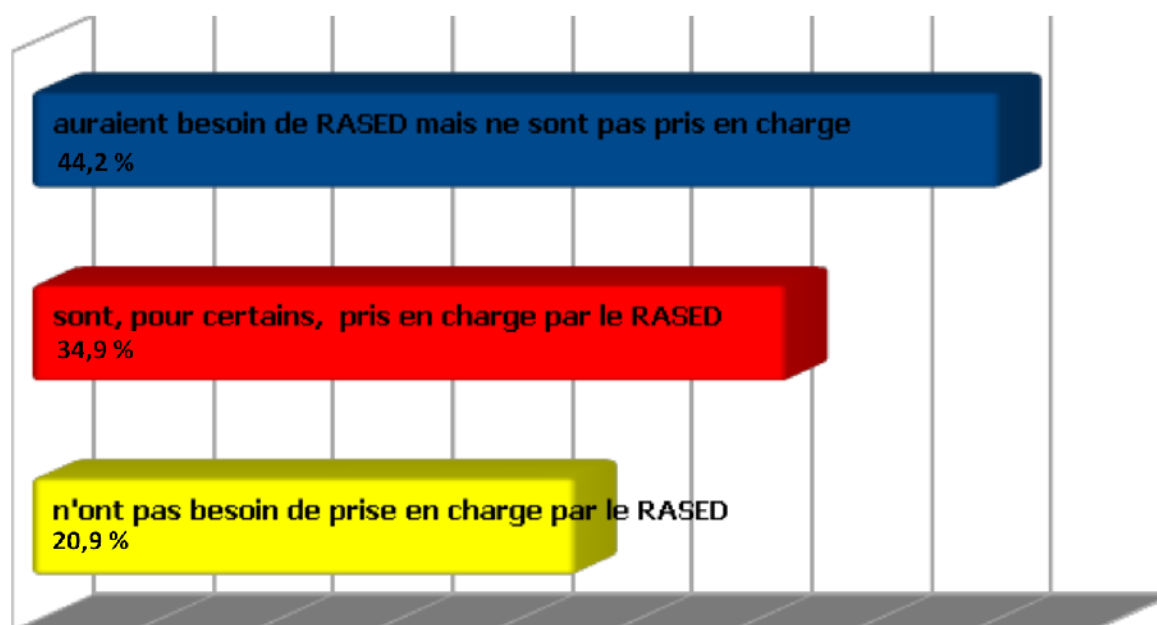 auraient besoin de RASED mais ne sont pas pris en charge
44,2 %
sont, pour certains, pris en charge par le RASED
34,9 %
n'ont pas besoin de prise en charge par le RASED
20,9 %